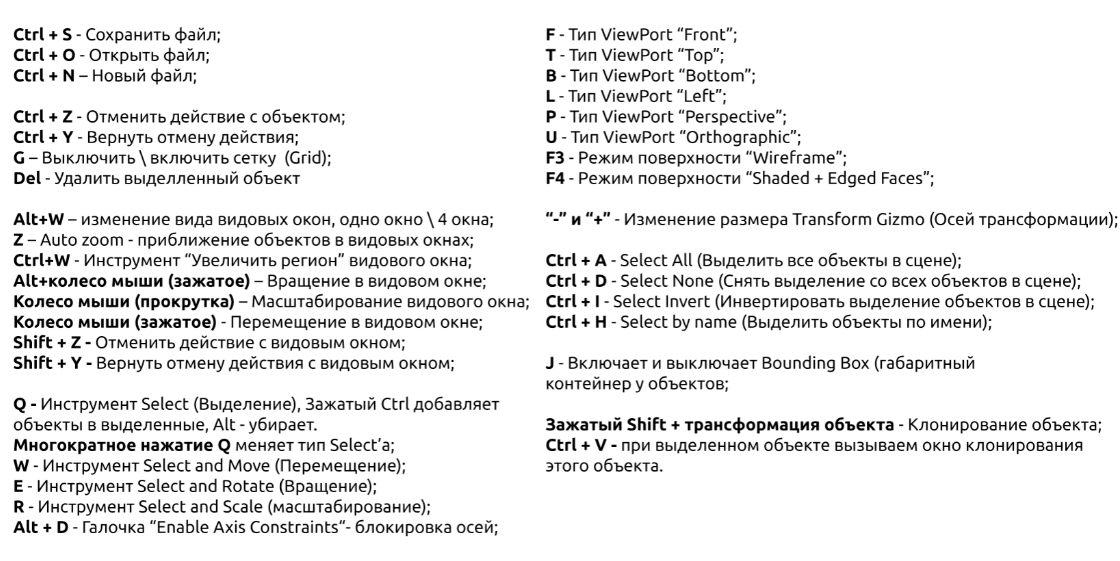 Ctrl + S - Сохранить файл;
Ctrl + O - Открыть файл;
Ctrl + N – Новый файл;
Ctrl + Z - Отменить действие с объектом;
Ctrl + Y - Вернуть отмену действия;
G – Выключить \ включить сетку (Grid);
Del - Удалить выделленный объект
Alt+W – изменение вида видовых окон, одно окно \ 4 окна;
Z – Auto zoom - приближение объектов в видовых окнах;
Ctrl+W - Инструмент “Увеличить регион” видового окна;
Alt+колесо мыши (зажатое) – Вращение в видовом окне;
Колесо мыши (прокрутка) – Масштабирование видового окна;
Колесо мыши (зажатое) - Перемещение в видовом окне;
Shift + Z - Отменить действие с видовым окном;
Shift + Y - Вернуть отмену действия с видовым окном;
Q - Инструмент Select (Выделение), Зажатый Ctrl добавляет
объекты в выделенные, Alt - убирает.
Многократное нажатие Q меняет тип Select’а;
W - Инструмент Select and Move (Перемещение);
E - Инструмент Select and Rotate (Вращение);
R - Инструмент Select and Scale (масштабирование);
Alt + D - Галочка “Enable Axis Constraints“- блокировка осей;
F - Тип ViewPort “Front”;
T - Тип ViewPort “Top”;
B - Тип ViewPort “Bottom”;
L - Тип ViewPort “Left”;
P - Тип ViewPort “Perspective”;
U - Тип ViewPort “Orthographic”;
F3 - Режим поверхности “Wireframe”;
F4 - Режим поверхности “Shaded + Edged Faces”;
“-” и “+” - Изменение размера Transform Gizmo (Осей трансформации);
Ctrl + A - Select All (Выделить все объекты в сцене);
Ctrl + D - Select None (Снять выделение со всех объектов в сцене);
Ctrl + I - Select Invert (Инвертировать выделение объектов в сцене);
Ctrl + H - Select by name (Выделить объекты по имени);
J - Включает и выключает Bounding Box (габаритный
контейнер у объектов;
Зажатый Shift + трансформация объекта - Клонирование объекта;
Ctrl + V - при выделенном объекте вызываем окно клонирования
этого объекта.